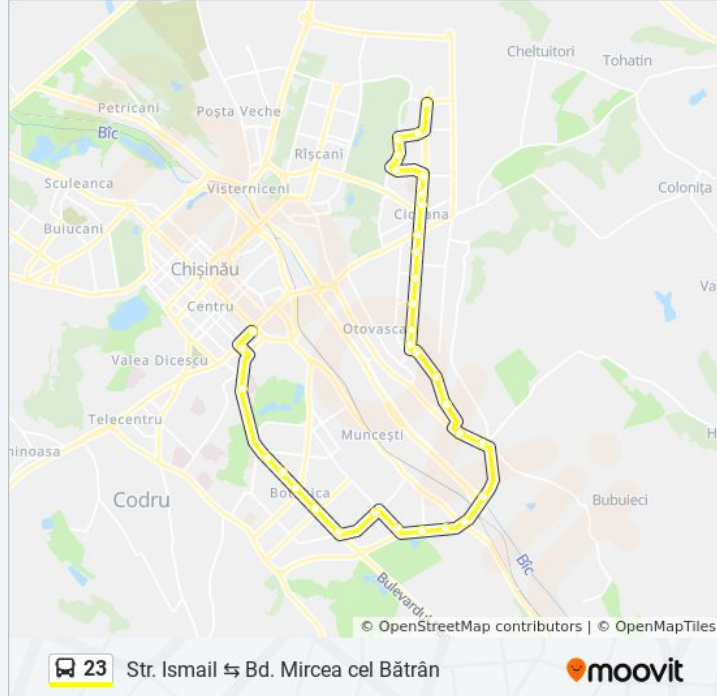 Cheltuitori
Tohatin
Petricani
Poșta Veche
Bîc
Rîșcani
Sculeanca
Visterniceni
Colonița
Buiucani
Ciocana
Chișinău
Centru
Otovasca
Valea Dicescu
Telecentru
Muncești
Botanica
Codru
Bubuieci
Bîc
© OpenStreetMap contributors | © OpenMapTiles
23 Str. Ismail ⇆ Bd. Mircea cel Bătrân
moovit